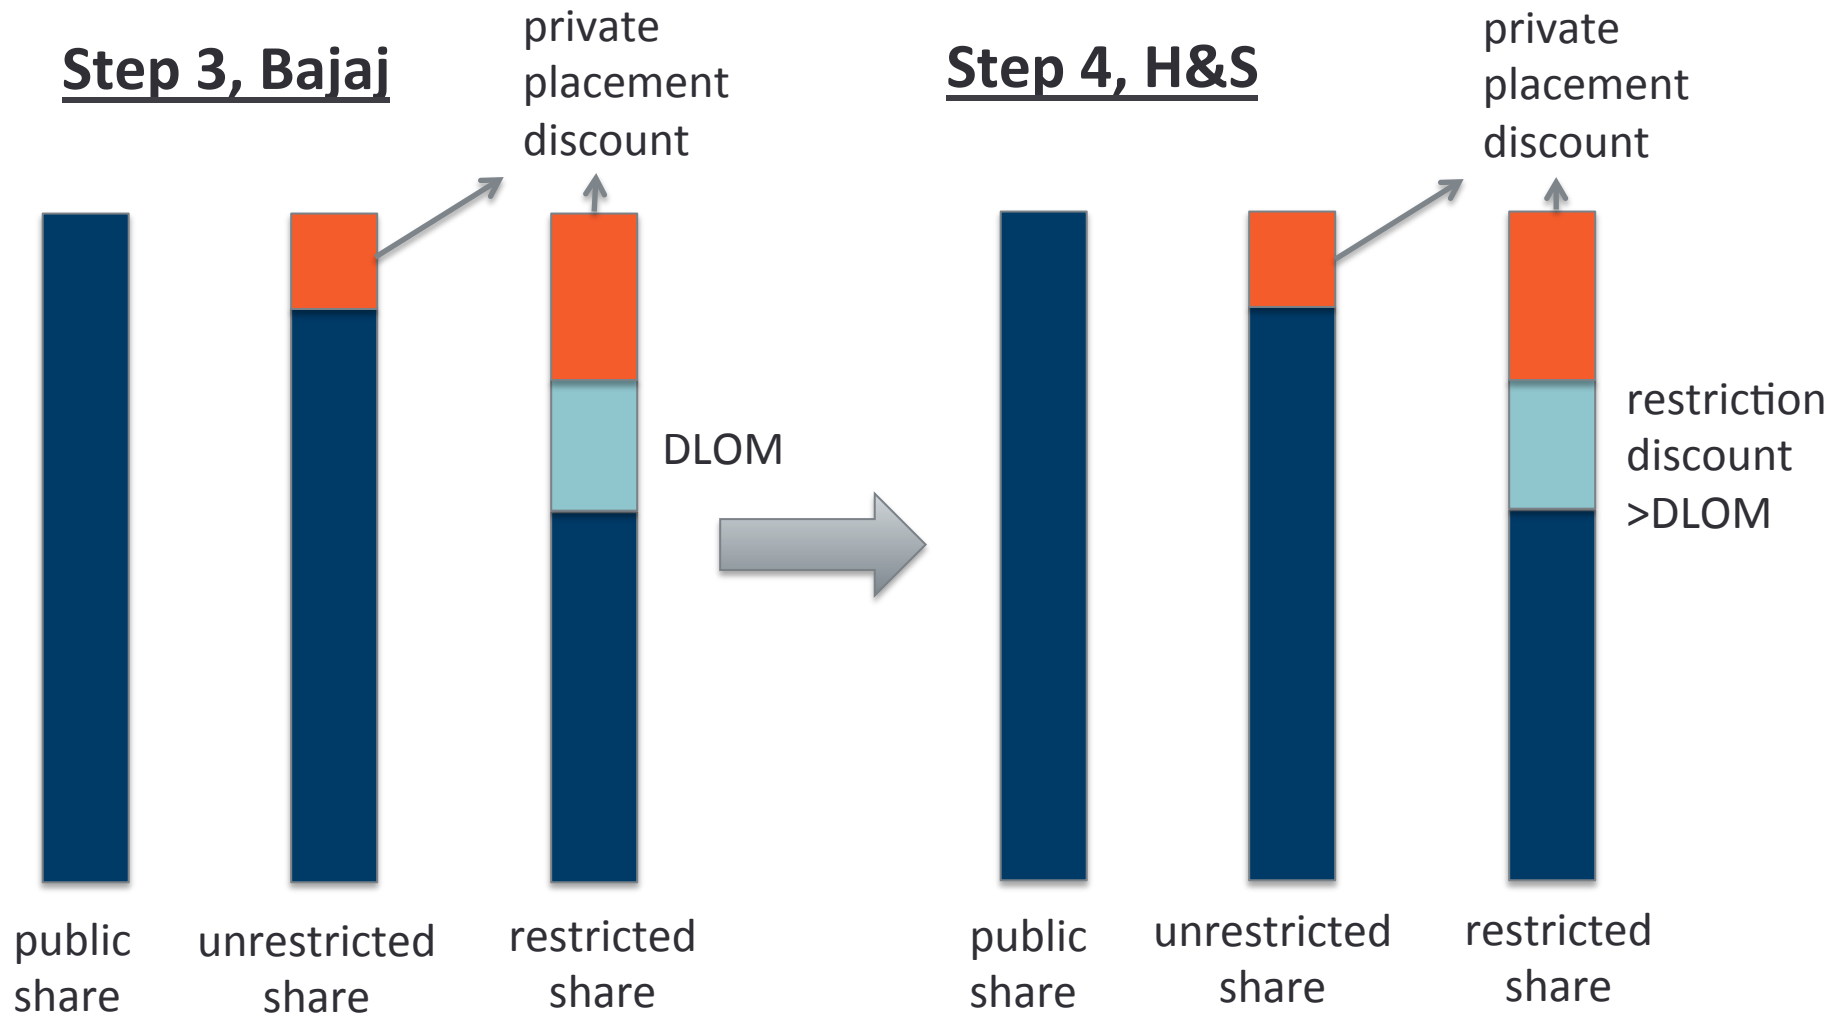 Step 3, Bajaj
private
placement
discount
DLOM
public
share
unrestricted
share
restricted
share
Step 4, H&S
private
placement
discount
restriction
discount
>DLOM
public
share
unrestricted
share
restricted
share